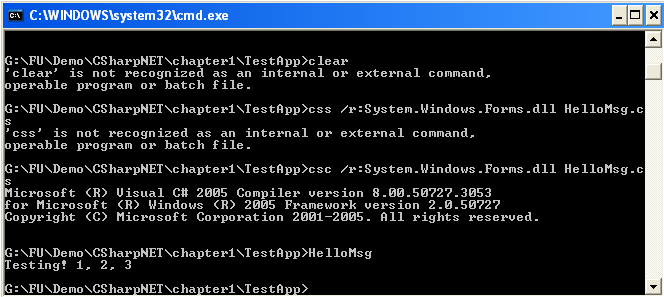 C:\WINDOWS\system32\cmd.exe
G:\FU\Demo\CSharpNET\chapter1\TestApp>clear
'clear' is not recognized as an internal or external command,
operable program or batch file.
G:\FU\Demo\CSharpNET\chapter1\TestApp>css /r:System.Windows.Forms.dll HelloMsg.c
s
'css' is not recognized as an internal or external command,
operable program or batch file.
G:\FU\Demo\CSharpNET\chapter1\TestApp>csc /r:System.Windows.Forms.dll HelloMsg.c
s
Microsoft (R) Visual C# 2005 Compiler version 8.00.50727.3053
for Microsoft (R) Windows (R) 2005 Framework version 2.0.50727
Copyright (C) Microsoft Corporation 2001-2005. All rights reserved.
G:\FU\Demo\CSharpNET\chapter1\TestApp>HelloMsg
Testing! 1, 2, 3
G:\FU\Demo\CSharpNET\chapter1\TestApp>